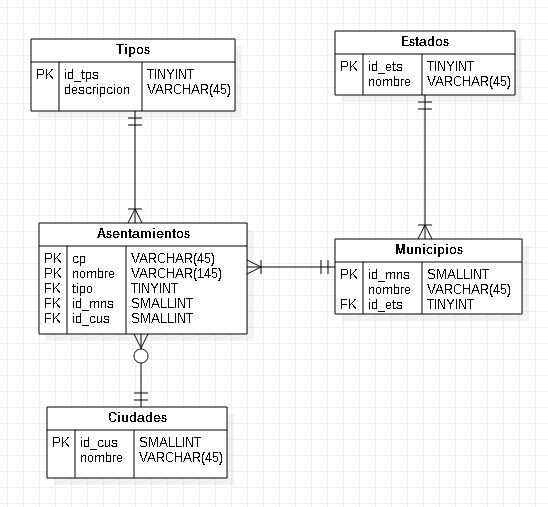 Tipos
PK id_tps TINYINT
descripcion VARCHAR(45)
Estados
PK id_ets TINYINT
nombre VARCHAR(45)
Asentamientos
PK cp VARCHAR(45)
PK nombre VARCHAR(145)
FK tipo TINYINT
FK id_mns SMALLINT
FK id_cus SMALLINT
Municipios
PK id_mns SMALLINT
nombre VARCHAR(45)
FK id_ets TINYINT
Ciudades
PK id_cus SMALLINT
nombre VARCHAR(45)